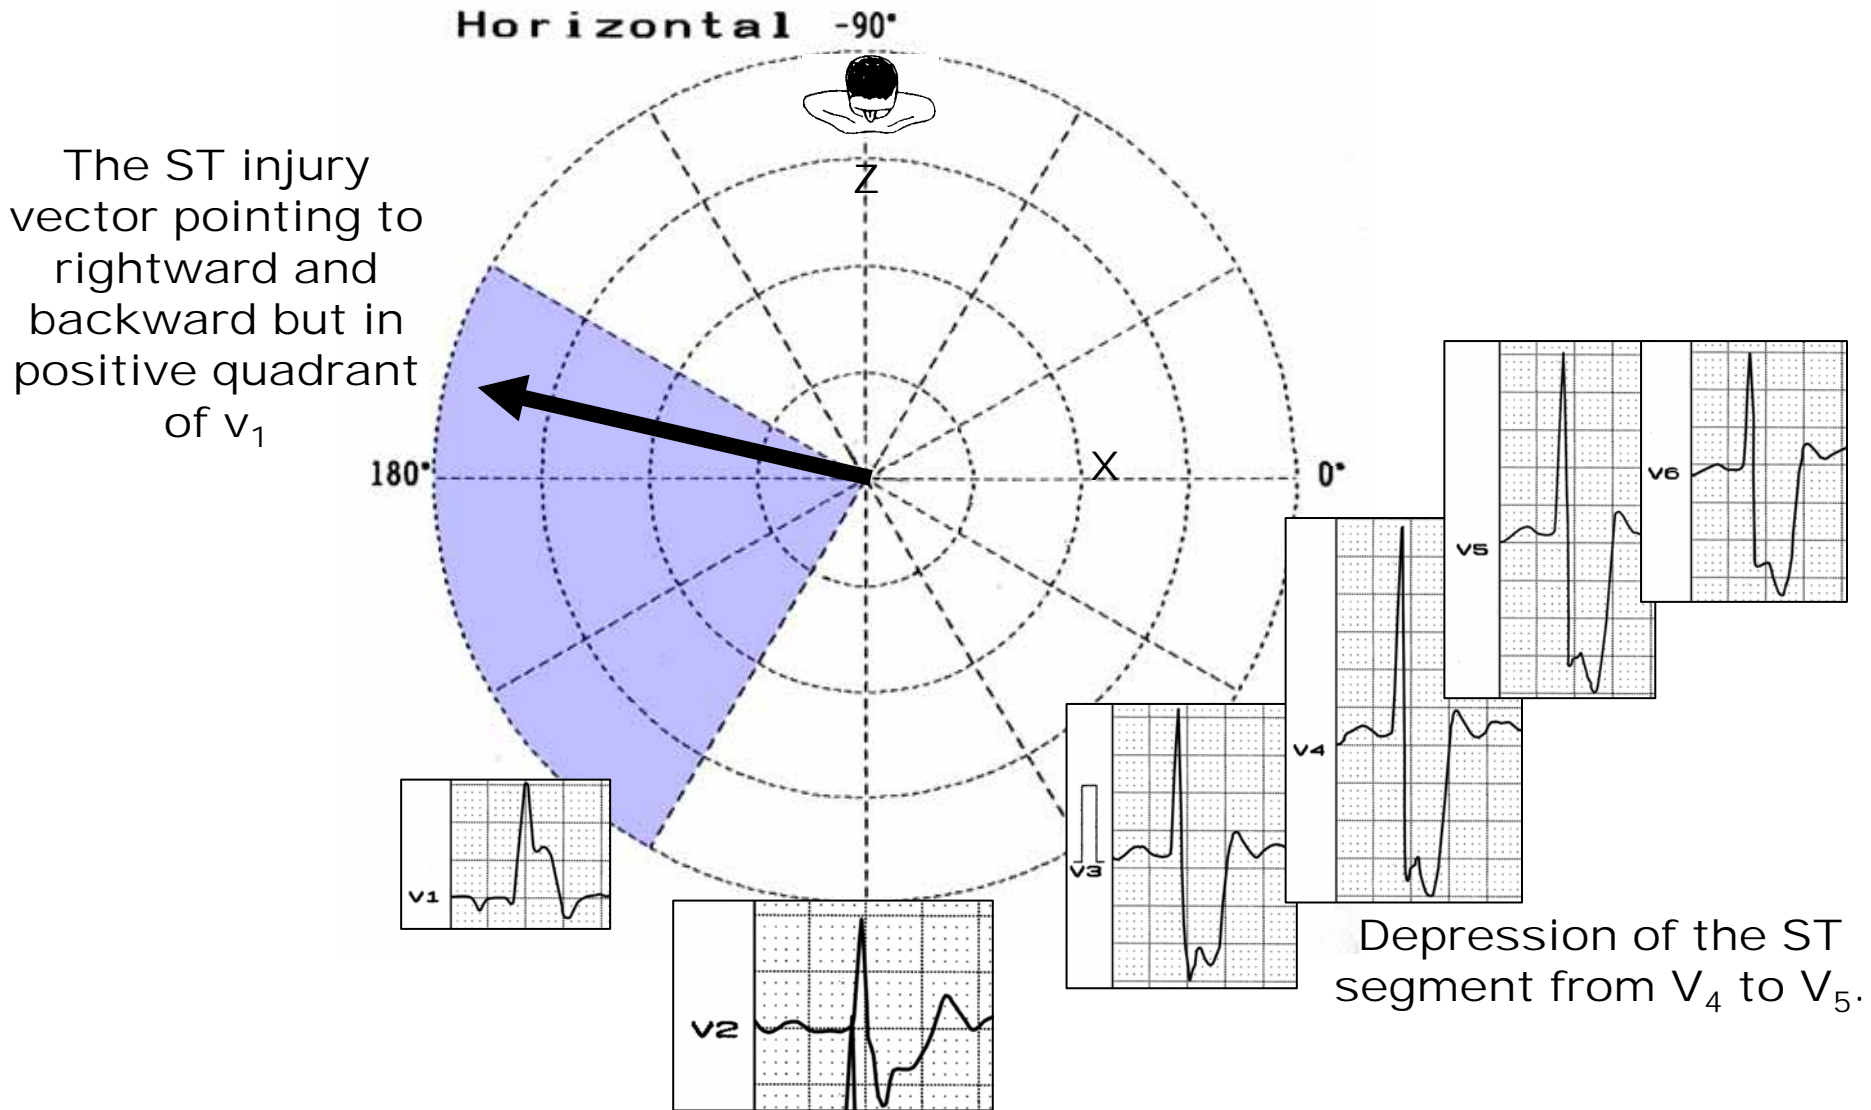 Horizontal -90°
The ST injury
vector pointing to
rightward and
backward but in
positive quadrant
of v₁
Z
180°
X
0°
V1
V2
V3
V4
V5
V6
Depression of the ST
segment from V₄ to V₅.